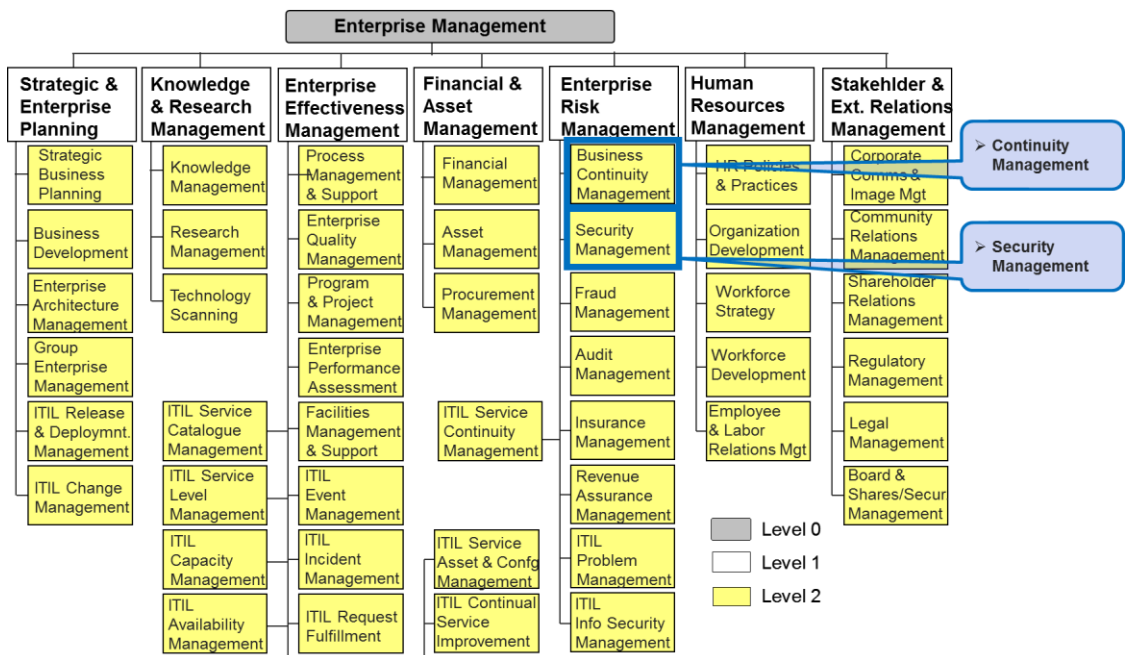 Enterprise Management
Strategic &
Enterprise
Planning
Knowledge
& Research
Management
Enterprise
Effectiveness
Management
Financial &
Asset
Management
Enterprise
Risk
Management
Human
Resources
Management
Stakehlder &
Ext. Relations
Management
Strategic
Business
Planning
Business
Development
Enterprise
Architecture
Management
Group
Enterprise
Management
ITIL Release
& Deploymnt.
Management
ITIL Change
Management
Knowledge
Management
Research
Management
Technology
Scanning
ITIL Service
Catalogue
Management
ITIL Service
Level
Management
ITIL
Capacity
Management
ITIL
Availability
Management
Process
Management
& Support
Enterprise
Quality
Management
Program
& Project
Management
Enterprise
Performance
Assessment
Facilities
Management
& Support
ITIL
Event
Management
ITIL
Incident
Management
ITIL Request
Fulfillment
Financial
Management
Asset
Management
Procurement
Management
ITIL Service
Continuity
Management
ITIL Service
Asset & Confg
Management
ITIL Continual
Service
Improvement
Business
Continuity
Management
Security
Management
Fraud
Management
Audit
Management
Insurance
Management
Revenue
Assurance
Management
ITIL
Problem
Management
ITIL
Info Security
Management
HR Policies
& Practices
Organization
Development
Workforce
Strategy
Workforce
Development
Employee
& Labor
Relations Mgt
Corporate
Comms &
Image Mgt
Community
Relations
Management
Shareholder
Relations
Management
Regulatory
Management
Legal
Management
Board &
Shares/Secur.
Management
➢ Continuity
Management
➢ Security
Management
Level 0
Level 1
Level 2